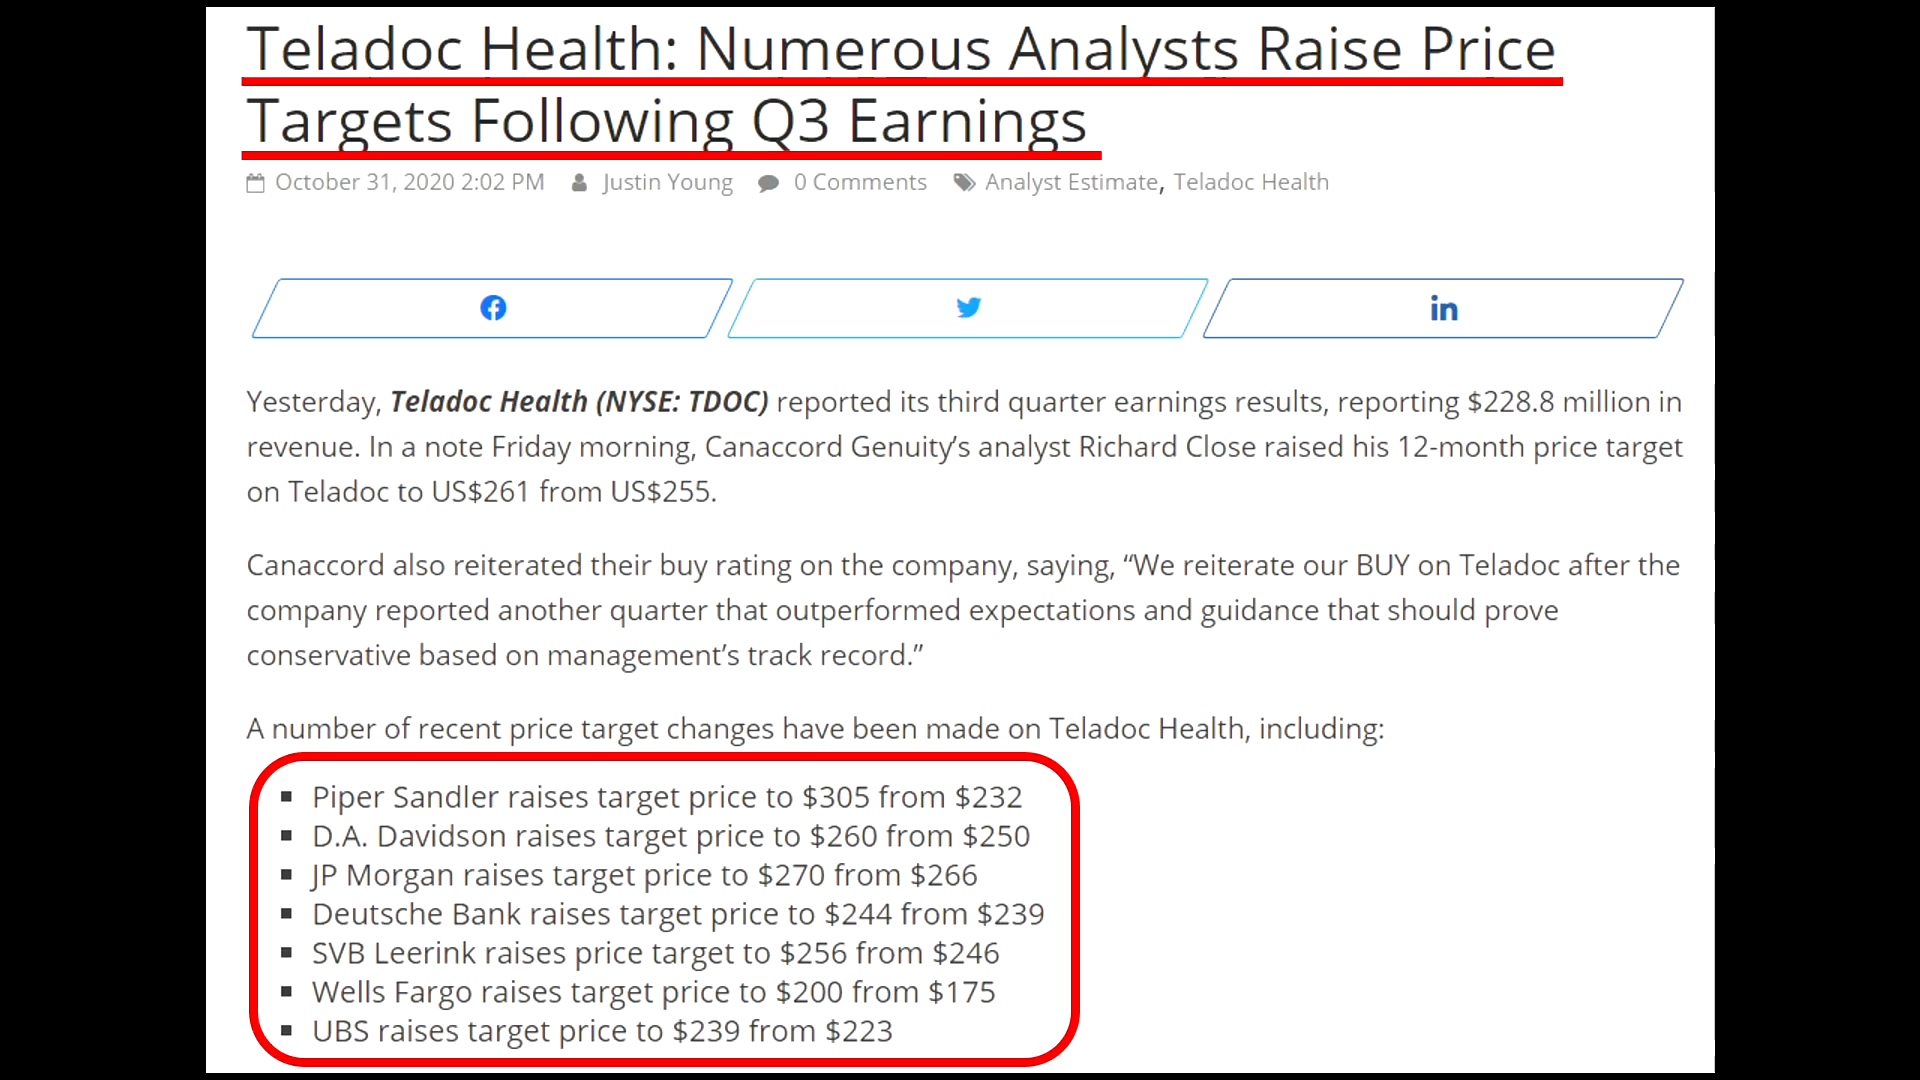 Teladoc Health: Numerous Analysts Raise Price
Targets Following Q3 Earnings
October 31, 2020 2:02 PM Justin Young 0 Comments Analyst Estimate, Teladoc Health
Yesterday, Teladoc Health (NYSE: TDOC) reported its third quarter earnings results, reporting $228.8 million in
revenue. In a note Friday morning, Canaccord Genuity’s analyst Richard Close raised his 12-month price target
on Teladoc to US$261 from US$255.
Canaccord also reiterated their buy rating on the company, saying, “We reiterate our BUY on Teladoc after the
company reported another quarter that outperformed expectations and guidance that should prove
conservative based on management’s track record.”
A number of recent price target changes have been made on Teladoc Health, including:
▪ Piper Sandler raises target price to $305 from $232
▪ D.A. Davidson raises target price to $260 from $250
▪ JP Morgan raises target price to $270 from $266
▪ Deutsche Bank raises target price to $244 from $239
▪ SVB Leerink raises price target to $256 from $246
▪ Wells Fargo raises target price to $200 from $175
▪ UBS raises target price to $239 from $223